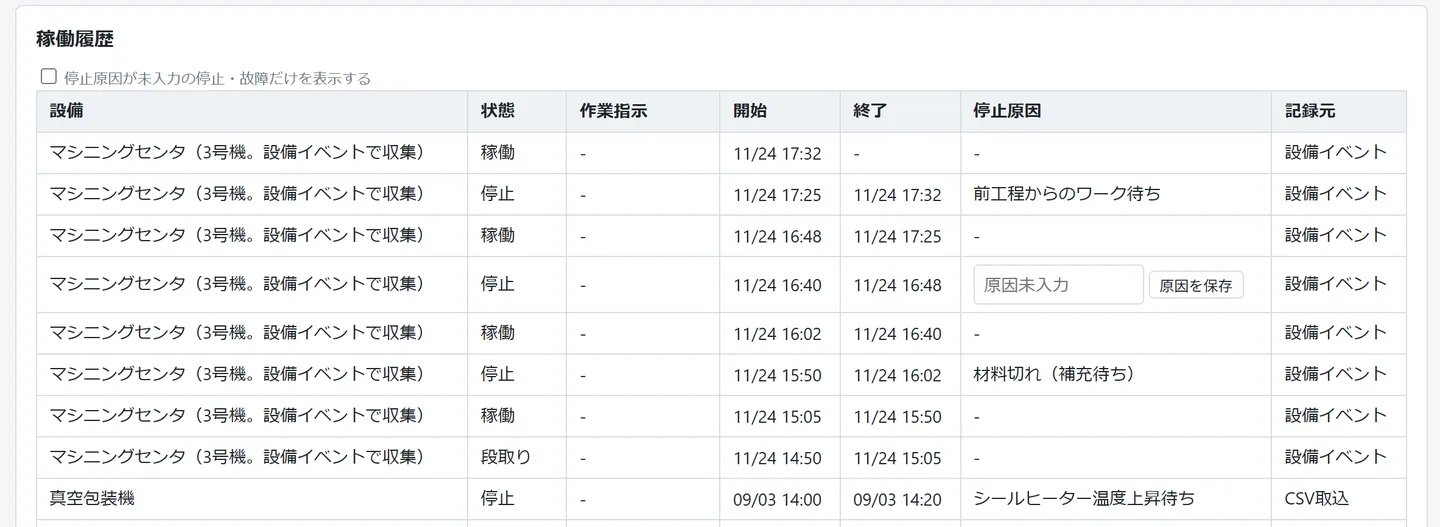 稼働履歴
停止原因が未入力の停止・故障だけを表示する
設備 状態 作業指示 開始 終了 停止原因 記録元
マシニングセンタ（3号機。設備イベントで収集） 稼働 - 11/24 17:32 - - 設備イベント
マシニングセンタ（3号機。設備イベントで収集） 停止 - 11/24 17:25 11/24 17:32 前工程からのワーク待ち 設備イベント
マシニングセンタ（3号機。設備イベントで収集） 稼働 - 11/24 16:48 11/24 17:25 - 設備イベント
マシニングセンタ（3号機。設備イベントで収集） 停止 - 11/24 16:40 11/24 16:48 原因未入力 原因を保存 設備イベント
マシニングセンタ（3号機。設備イベントで収集） 稼働 - 11/24 16:02 11/24 16:40 - 設備イベント
マシニングセンタ（3号機。設備イベントで収集） 停止 - 11/24 15:50 11/24 16:02 材料切れ（補充待ち） 設備イベント
マシニングセンタ（3号機。設備イベントで収集） 稼働 - 11/24 15:05 11/24 15:50 - 設備イベント
マシニングセンタ（3号機。設備イベントで収集） 段取り - 11/24 14:50 11/24 15:05 - 設備イベント
真空包装機 停止 - 09/03 14:00 09/03 14:20 シールヒーター温度上昇待ち CSV取込